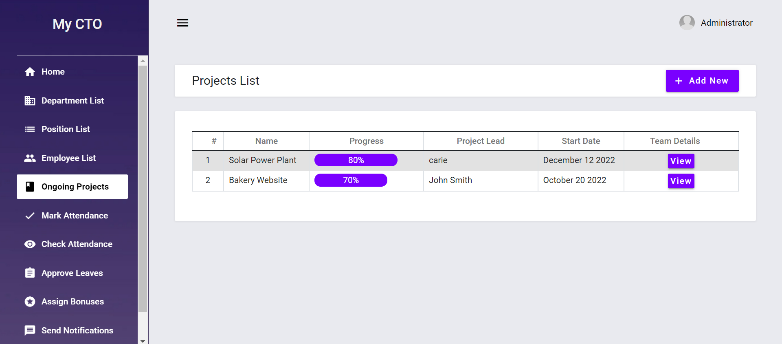 My CTO
Administrator
Home
Department List
Position List
Employee List
Ongoing Projects
Mark Attendance
Check Attendance
Approve Leaves
Assign Bonuses
Send Notifications
Projects List
+ Add New
# Name Progress Project Lead Start Date Team Details
1 Solar Power Plant 80% carie December 12 2022 View
2 Bakery Website 70% John Smith October 20 2022 View